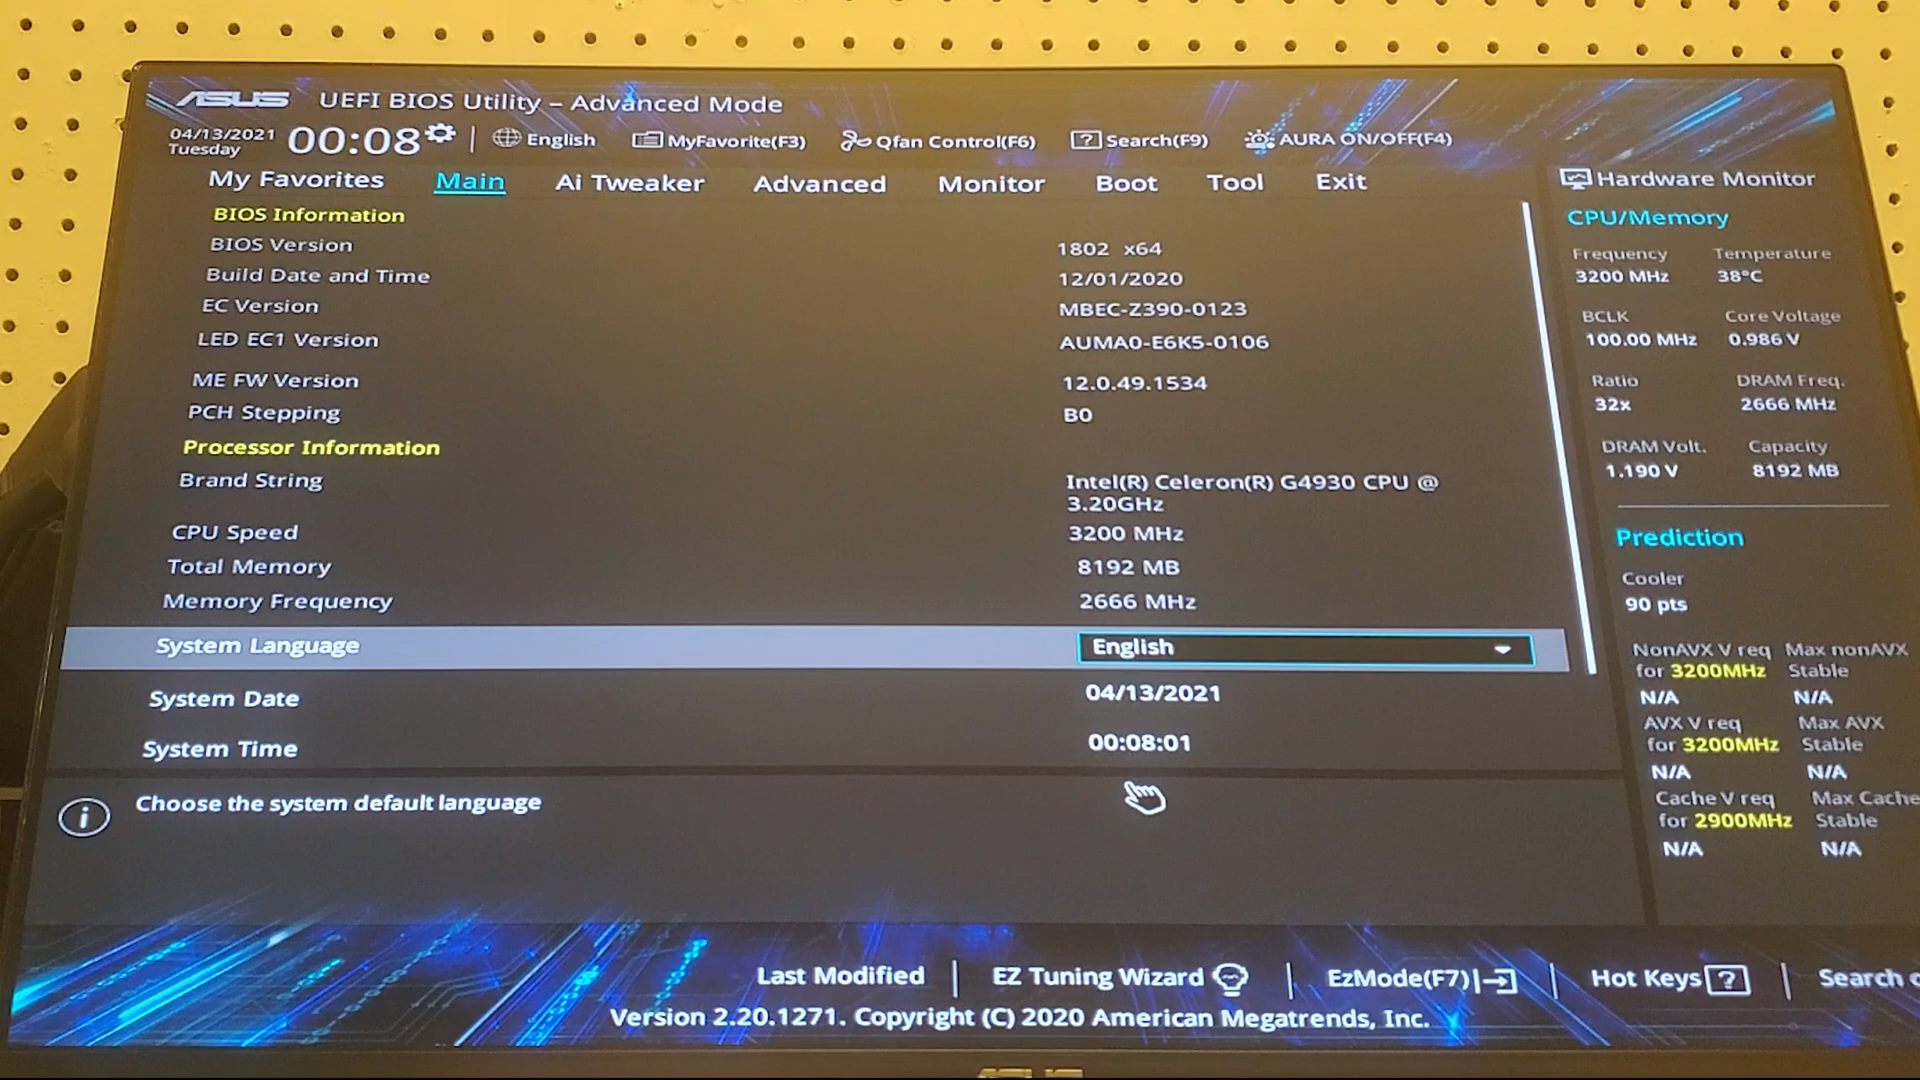 ASUS UEFI BIOS Utility – Advanced Mode
04/13/2021
Tuesday
00:08
English
MyFavorite(F3)
Qfan Control(F6)
Search(F9)
AURA ON/OFF(F4)
My Favorites Main Ai Tweaker Advanced Monitor Boot Tool Exit
BIOS Information
BIOS Version 1802 x64
Build Date and Time 12/01/2020
EC Version MBEC-Z390-0123
LED EC1 Version AUMA0-E6K5-0106
ME FW Version 12.0.49.1534
PCH Stepping B0
Processor Information
Brand String Intel(R) Celeron(R) G4930 CPU @
3.20GHz
CPU Speed 3200 MHz
Total Memory 8192 MB
Memory Frequency 2666 MHz
System Language English
System Date 04/13/2021
System Time 00:08:01
Choose the system default language
Hardware Monitor
CPU/Memory
Frequency Temperature
3200 MHz 38°C
BCLK Core Voltage
100.00 MHz 0.986 V
Ratio DRAM Freq.
32x 2666 MHz
DRAM Volt. Capacity
1.190 V 8192 MB
Prediction
Cooler
90 pts
NonAVX V req Max nonAVX
for 3200MHz Stable
N/A N/A
AVX V req Max AVX
for 3200MHz Stable
N/A N/A
Cache V req Max Cache
for 2900MHz Stable
N/A N/A
Last Modified EZ Tuning Wizard EzMode(F7) Hot Keys ? Search
Version 2.20.1271. Copyright (C) 2020 American Megatrends, Inc.
ASUS